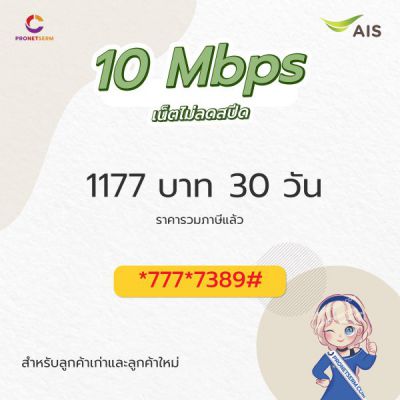 C
PRONETSERM
AIS
10 Mbps
เน็ตไม่ลดสปีด
1177 บาท 30 วัน
ราคารวมภาษีแล้ว
*777*7389#
สำหรับลูกค้าเก่าและลูกค้าใหม่
PRONETSERM.Com